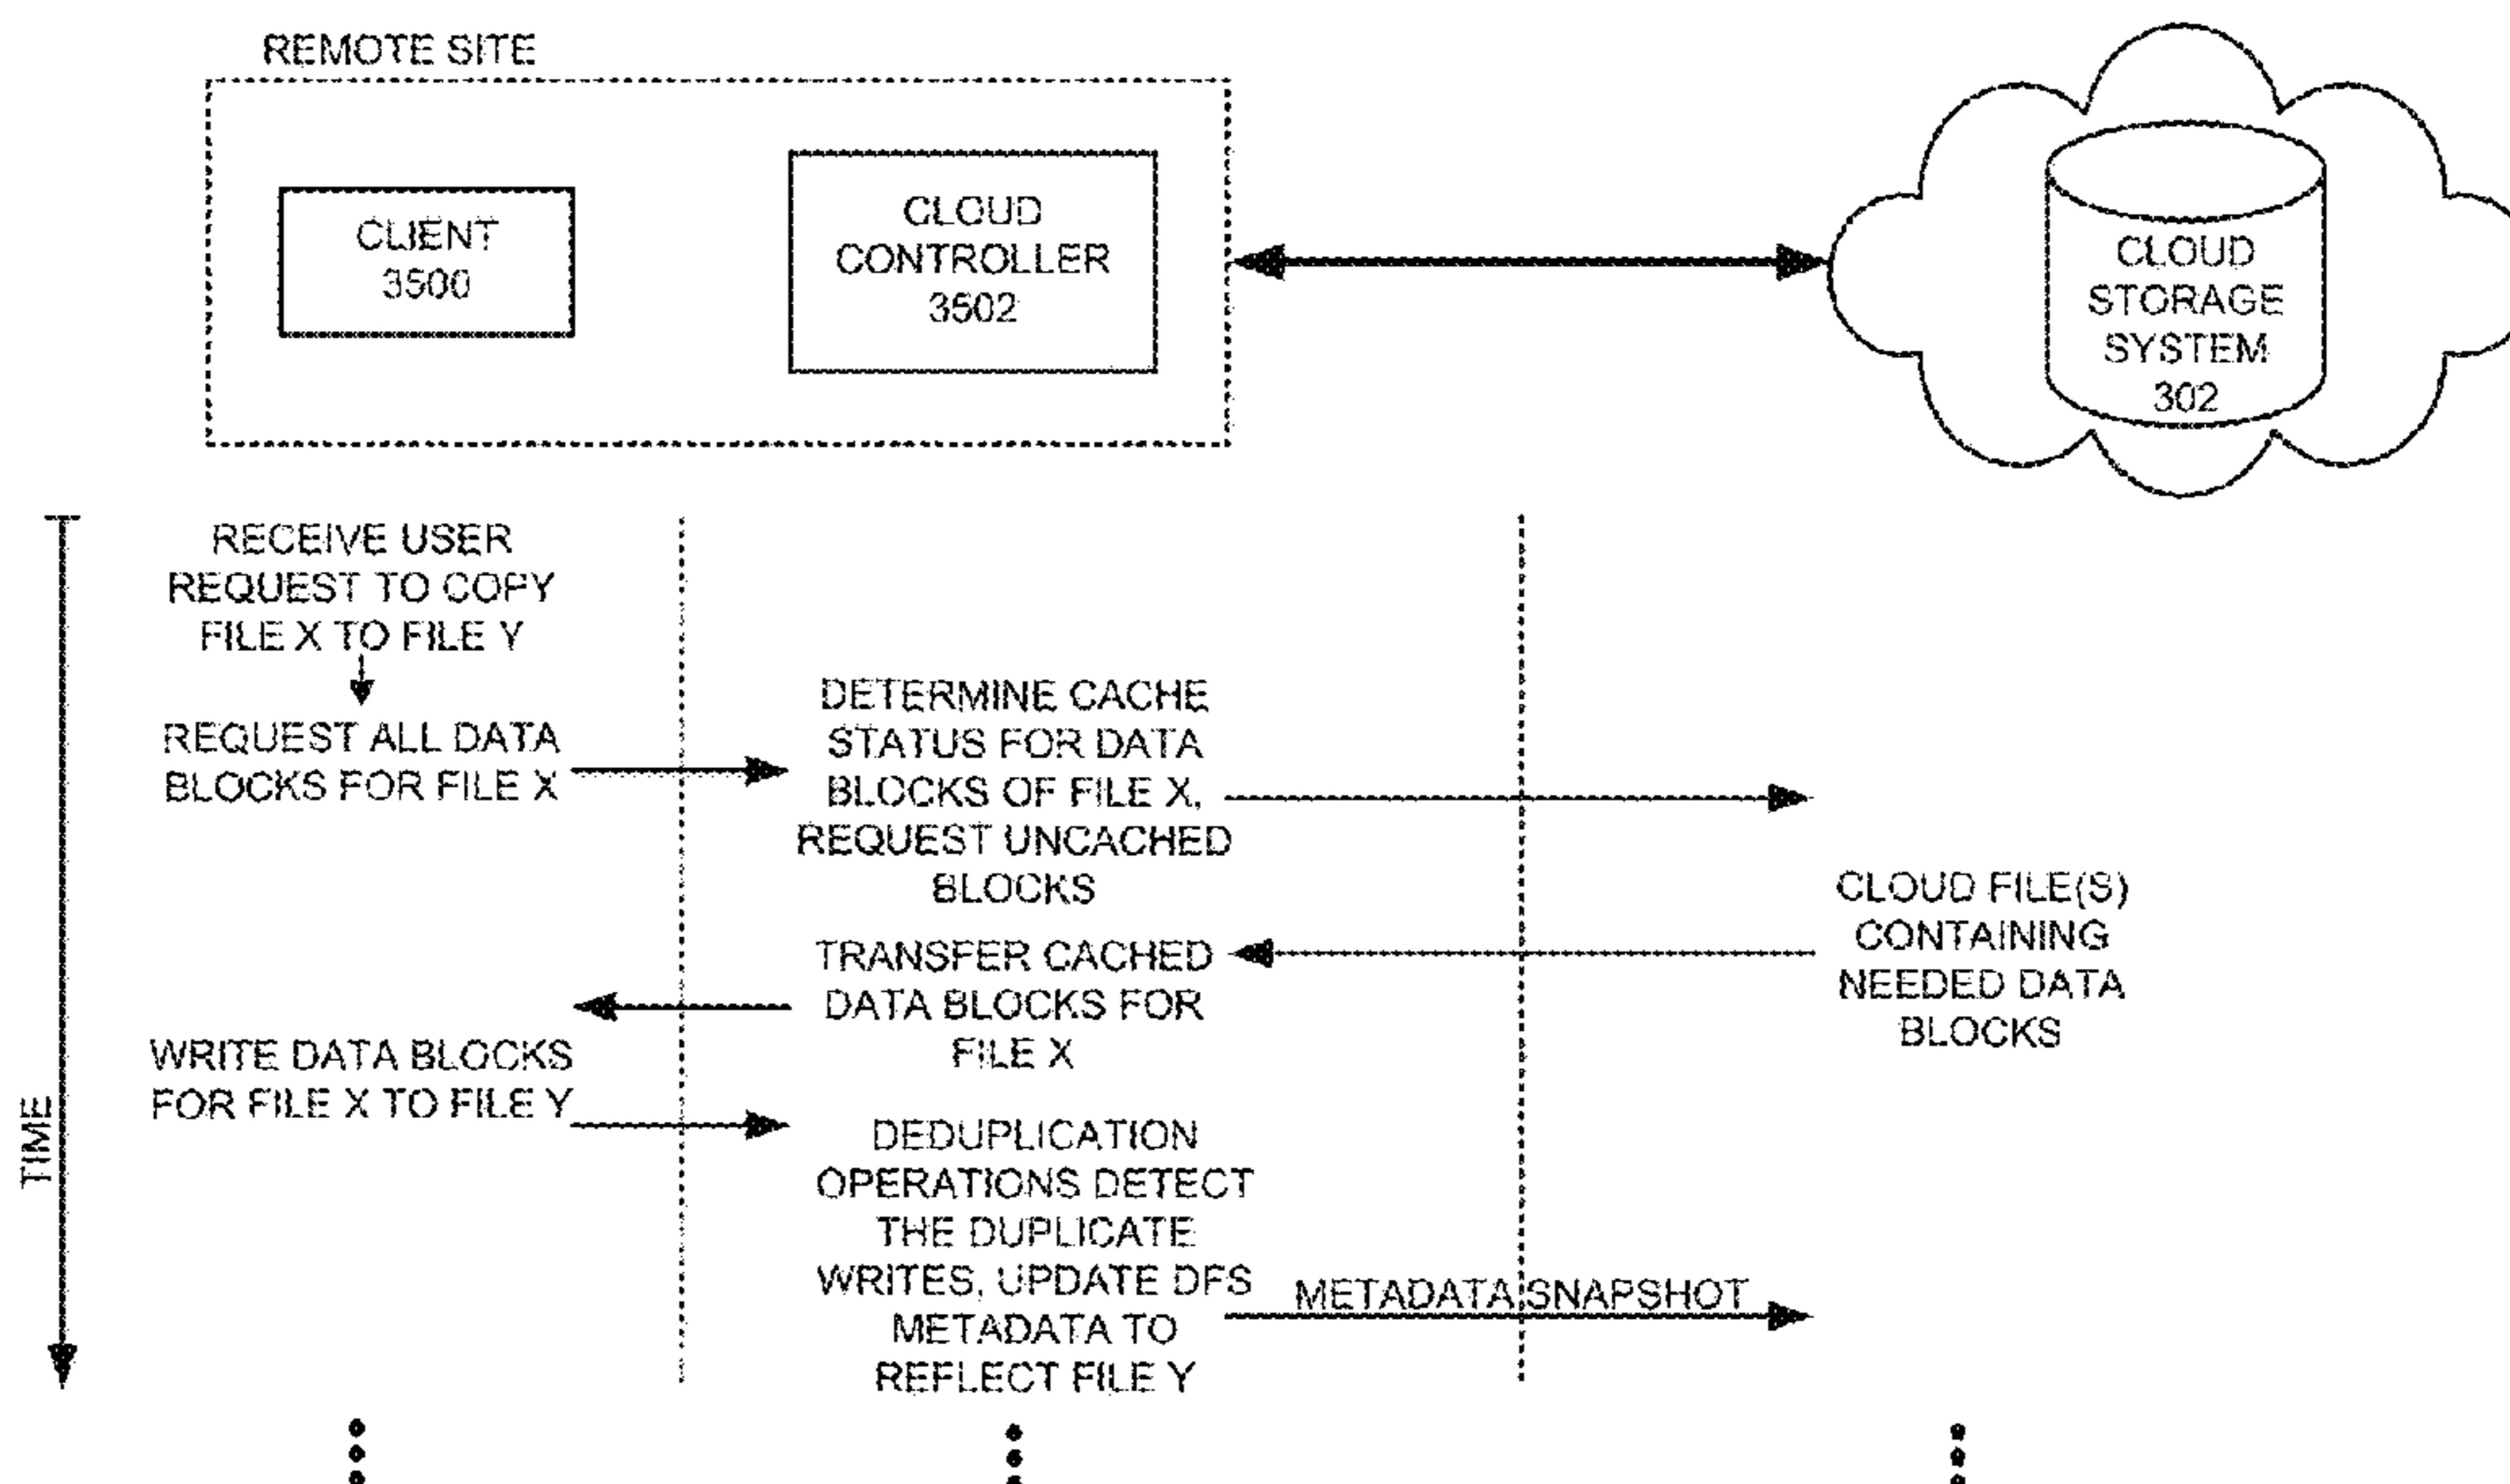 REMOTE SITE
CLIENT
3500
CLOUD
CONTROLLER
3502
CLOUD
STORAGE
SYSTEM
302
RECEIVE USER
REQUEST TO COPY
FILE X TO FILE Y
REQUEST ALL DATA
BLOCKS FOR FILE X
DETERMINE CACHE
STATUS FOR DATA
BLOCKS OF FILE X,
REQUEST UNCACHED
BLOCKS
CLOUD FILE(S)
CONTAINING
NEEDED DATA
BLOCKS
TRANSFER CACHED
DATA BLOCKS FOR
FILE X
WRITE DATA BLOCKS
FOR FILE X TO FILE Y
DEDUPLICATION
OPERATIONS DETECT
THE DUPLICATE
WRITES, UPDATE DFS
METADATA TO
REFLECT FILE Y
METADATA SNAPSHOT
TIME